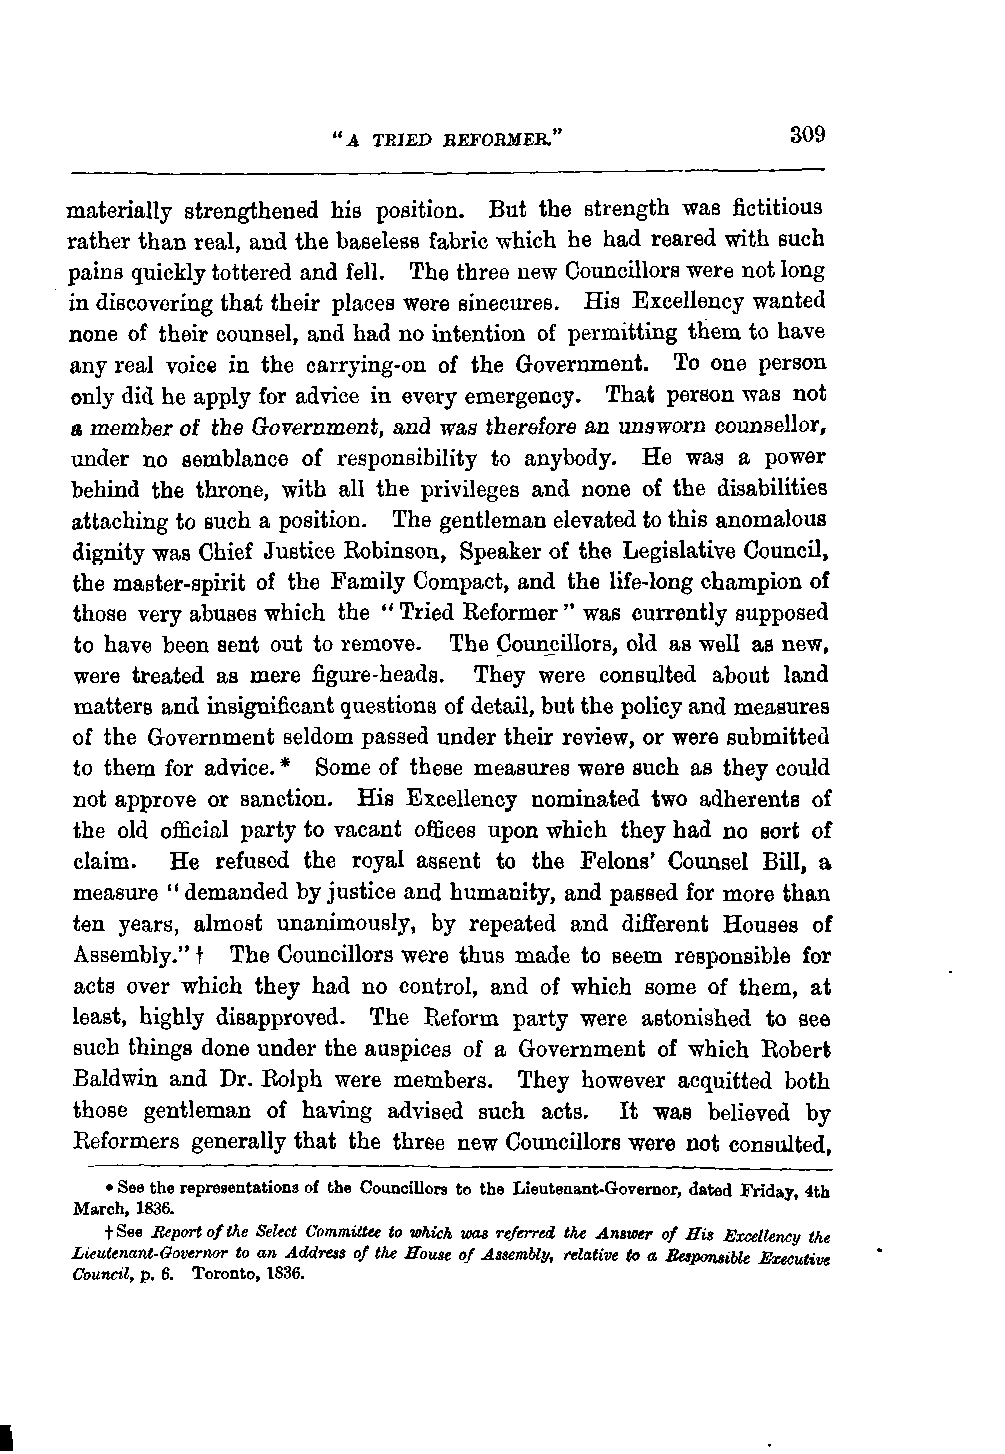 "A TRIED REFORMER." 309
materially strengthened his position. But the strength was fictitious
rather than real, and the baseless fabric which he had reared with such
pains quickly tottered and fell. The three new Councillors were not long
in discovering that their places were sinecures. His Excellency wanted
none of their counsel, and had no intention of permitting them to have
any real voice in the carrying-on of the Government. To one person
only did he apply for advice in every emergency. That person was not
a member of the Government, and was therefore an unsworn counsellor,
under no semblance of responsibility to anybody. He was a power
behind the throne, with all the privileges and none of the disabilities
attaching to such a position. The gentleman elevated to this anomalous
dignity was Chief Justice Robinson, Speaker of the Legislative Council,
the master-spirit of the Family Compact, and the life-long champion of
those very abuses which the "Tried Reformer" was currently supposed
to have been sent out to remove. The Councillors, old as well as new,
were treated as mere figure-heads. They were consulted about land
matters and insignificant questions of detail, but the policy and measures
of the Government seldom passed under their review, or were submitted
to them for advice.* Some of these measures were such as they could
not approve or sanction. His Excellency nominated two adherents of
the old official party to vacant offices upon which they had no sort of
claim. He refused the royal assent to the Felons' Counsel Bill, a
measure "demanded by justice and humanity, and passed for more than
ten years, almost unanimously, by repeated and different Houses of
Assembly."† The Councillors were thus made to seem responsible for
acts over which they had no control, and of which some of them, at
least, highly disapproved. The Reform party were astonished to see
such things done under the auspices of a Government of which Robert
Baldwin and Dr. Rolph were members. They however acquitted both
those gentleman of having advised such acts. It was believed by
Reformers generally that the three new Councillors were not consulted,
* See the representations of the Councillors to the Lieutenant-Governor, dated Friday, 4th
March, 1836.
† See Report of the Select Committee to which was referred the Answer of His Excellency the
Lieutenant-Governor to an Address of the House of Assembly, relative to a Responsible Executive
Council, p. 6. Toronto, 1836.